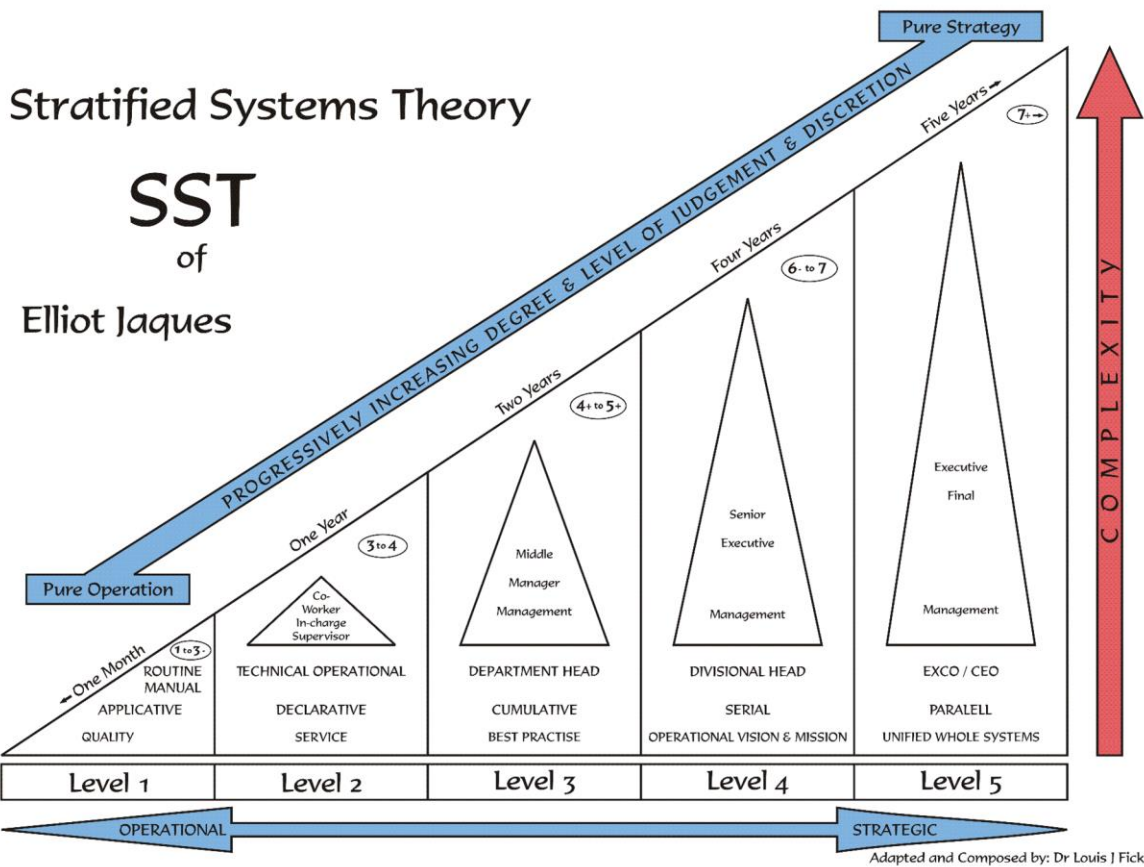 Pure Strategy
Stratified Systems Theory
SST
of
Elliot Jaques
PROGRESSIVELY INCREASING DEGREE & LEVEL OF JUDGEMENT & DISCRETION
Pure Operation
COMPLEXITY
←One Month
One Year
Two Years
Four Years
Five Years→
1 to 3-
3 to 4
4+ to 5+
6- to 7
7+→
Co-
Worker
In-charge
Supervisor
Middle
Manager
Management
Senior
Executive
Management
Executive
Final
Management
ROUTINE
MANUAL
TECHNICAL OPERATIONAL
DEPARTMENT HEAD
DIVISIONAL HEAD
EXCO / CEO
APPLICATIVE
DECLARATIVE
CUMULATIVE
SERIAL
PARALELL
QUALITY
SERVICE
BEST PRACTISE
OPERATIONAL VISION & MISSION
UNIFIED WHOLE SYSTEMS
Level 1
Level 2
Level 3
Level 4
Level 5
OPERATIONAL
STRATEGIC
Adapted and Composed by: Dr Louis J Fick